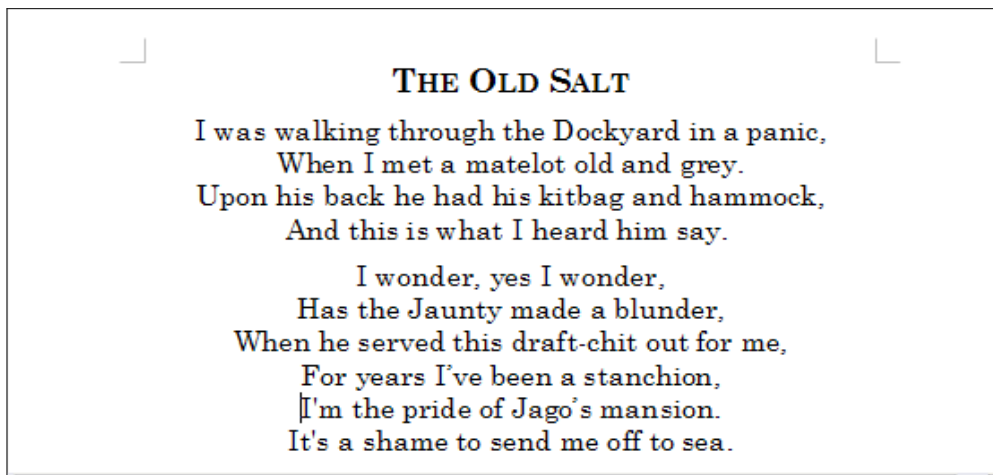 THE OLD SALT
I was walking through the Dockyard in a panic,
When I met a matelot old and grey.
Upon his back he had his kitbag and hammock,
And this is what I heard him say.
I wonder, yes I wonder,
Has the Jaunty made a blunder,
When he served this draft-chit out for me,
For years I’ve been a stanchion,
I'm the pride of Jago’s mansion.
It's a shame to send me off to sea.